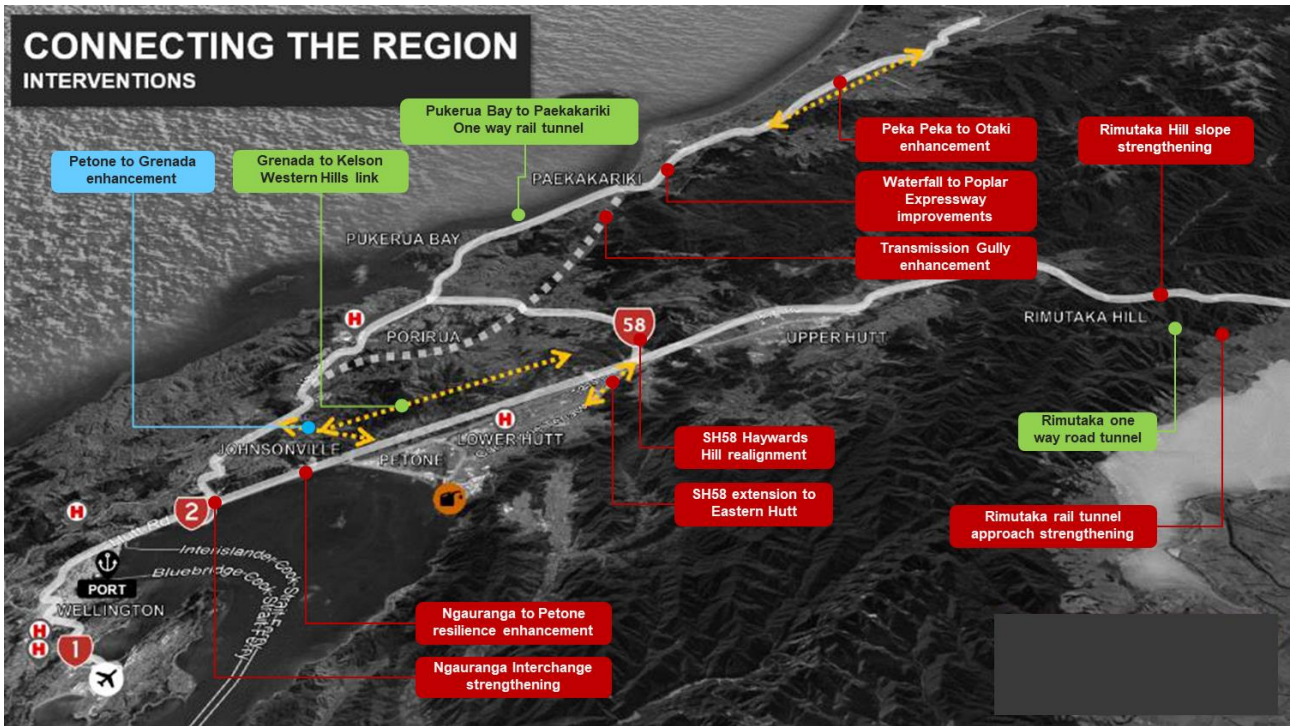 CONNECTING THE REGION
INTERVENTIONS
Pukerua Bay to Paekakariki
One way rail tunnel
Petone to Grenada
enhancement
Grenada to Kelson
Western Hills link
Peka Peka to Otaki
enhancement
Rimutaka Hill slope
strengthening
Waterfall to Poplar
Expressway
improvements
Transmission Gully
enhancement
PAEKAKARIKI
PUKERUA BAY
H
PORIRUA
58
UPPER HUTT
RIMUTAKA HILL
H
LOWER HUTT
JOHNSONVILLE
PETONE
SH58 Haywards
Hill realignment
Rimutaka one
way road tunnel
SH58 extension to
Eastern Hutt
Rimutaka rail tunnel
approach strengthening
H
2
Hutt Rd
Interislander Cook Strait Ferry
Bluebridge Cook Strait Ferry
PORT
WELLINGTON
H
H
1
Ngauranga to Petone
resilience enhancement
Ngauranga Interchange
strengthening